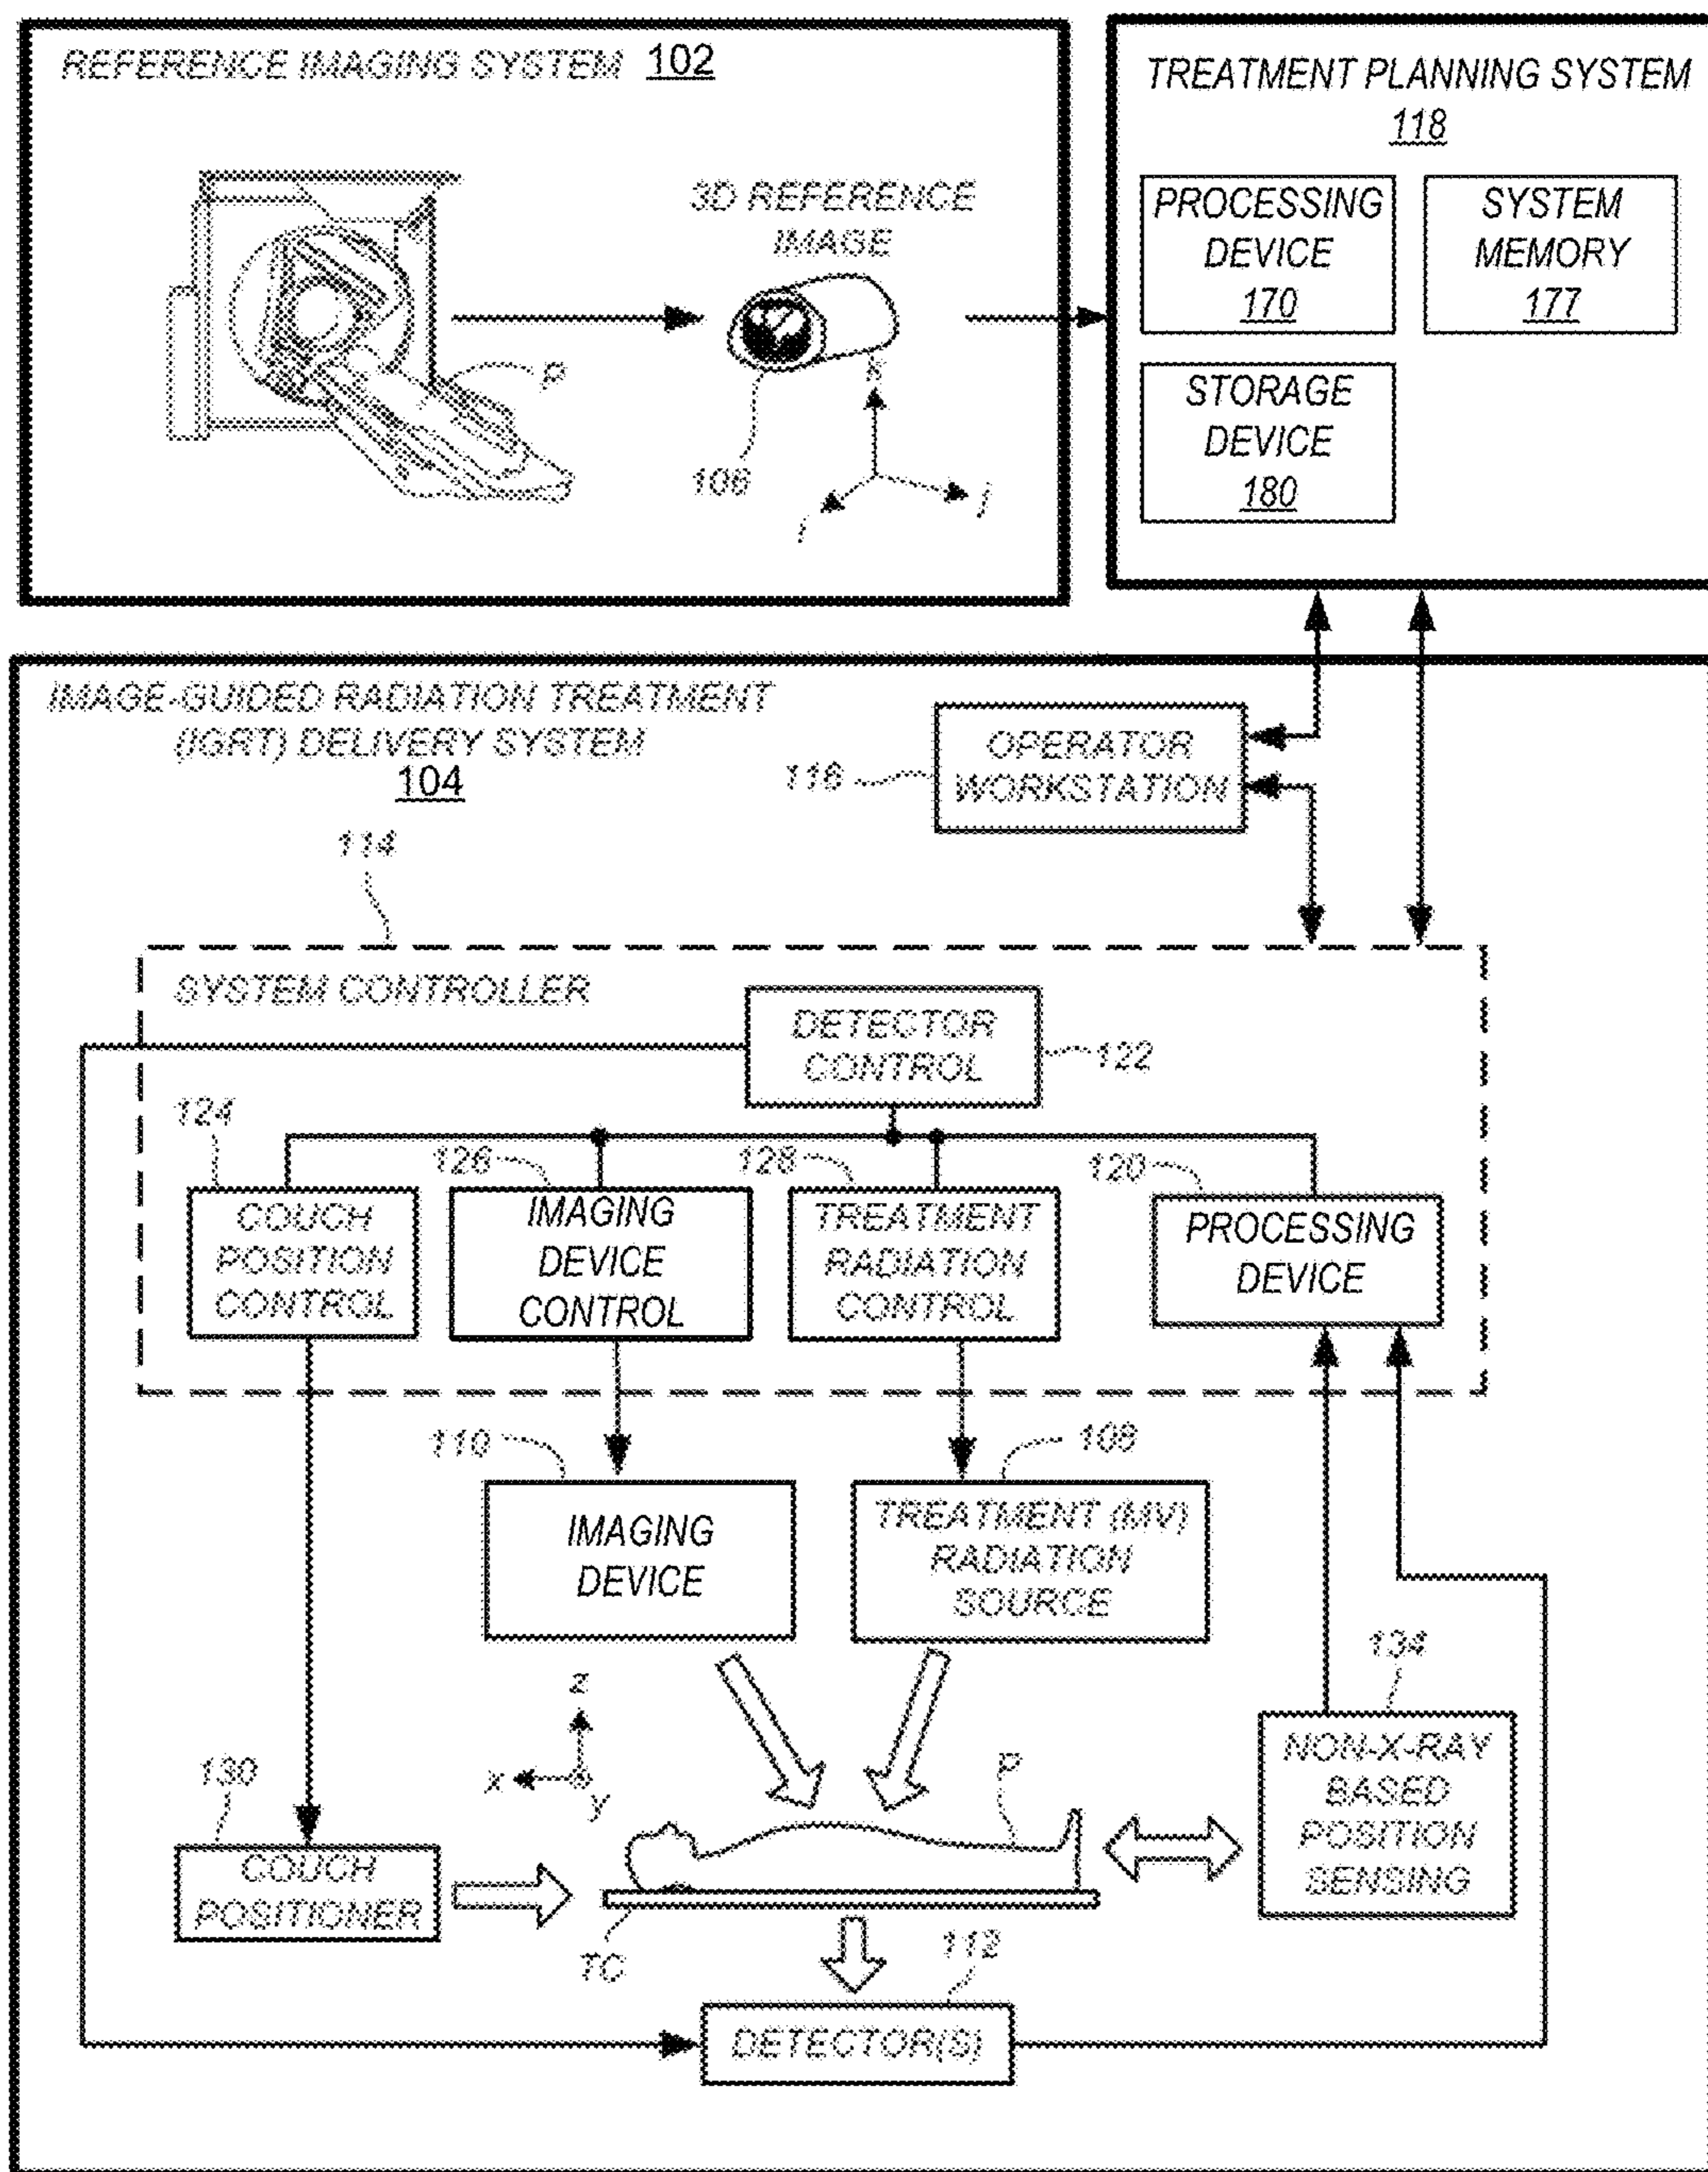 REFERENCE IMAGING SYSTEM 102
3D REFERENCE
IMAGE
P
106
k
i
j
TREATMENT PLANNING SYSTEM
118
PROCESSING
DEVICE
170
SYSTEM
MEMORY
177
STORAGE
DEVICE
180
IMAGE-GUIDED RADIATION TREATMENT
(IGRT) DELIVERY SYSTEM
104
116
OPERATOR
WORKSTATION
114
SYSTEM CONTROLLER
DETECTOR
CONTROL
122
124
126
128
120
COUCH
POSITION
CONTROL
IMAGING
DEVICE
CONTROL
TREATMENT
RADIATION
CONTROL
PROCESSING
DEVICE
110
108
IMAGING
DEVICE
TREATMENT (MV)
RADIATION
SOURCE
134
z
x
y
P
NON-X-RAY
BASED
POSITION
SENSING
130
COUCH
POSITIONER
TC
112
DETECTOR(S)